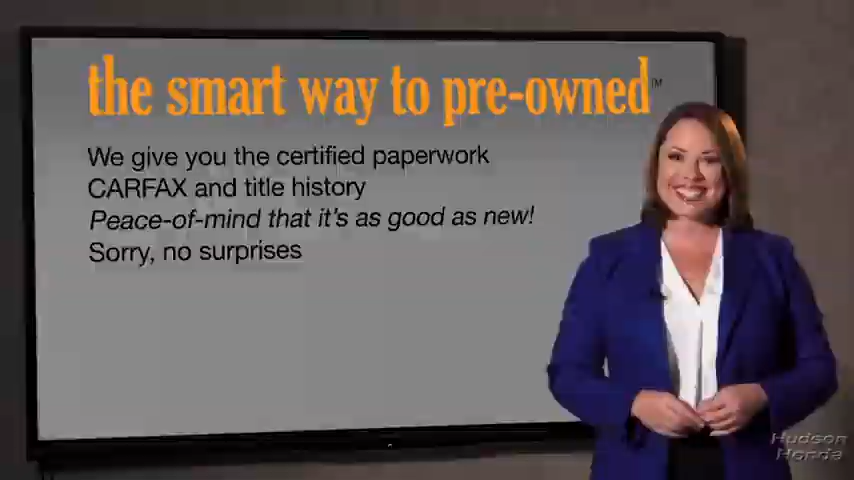 the smart way to pre-owned™
We give you the certified paperwork
CARFAX and title history
Peace-of-mind that it's as good as new!
Sorry, no surprises
Hudson
Honda